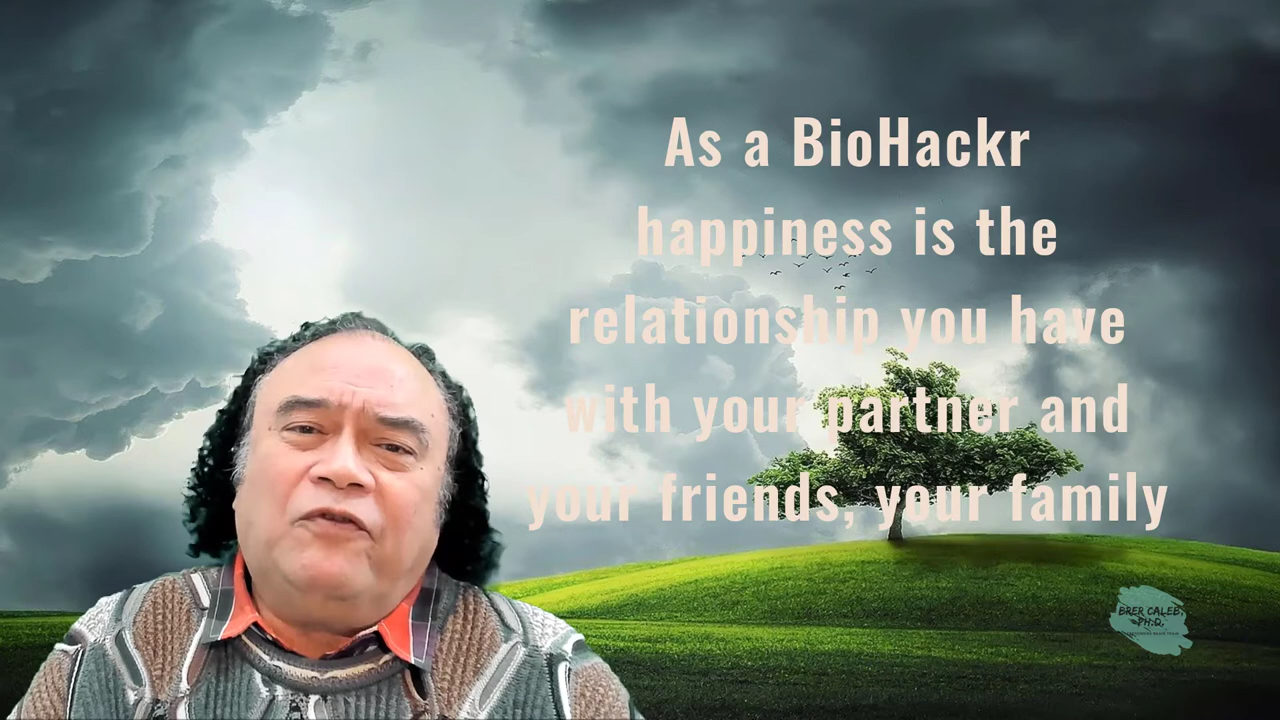 As a BioHackr
happiness is the
relationship you have
with your partner and
your friends, your family
BRER CALEB,
PH.D.